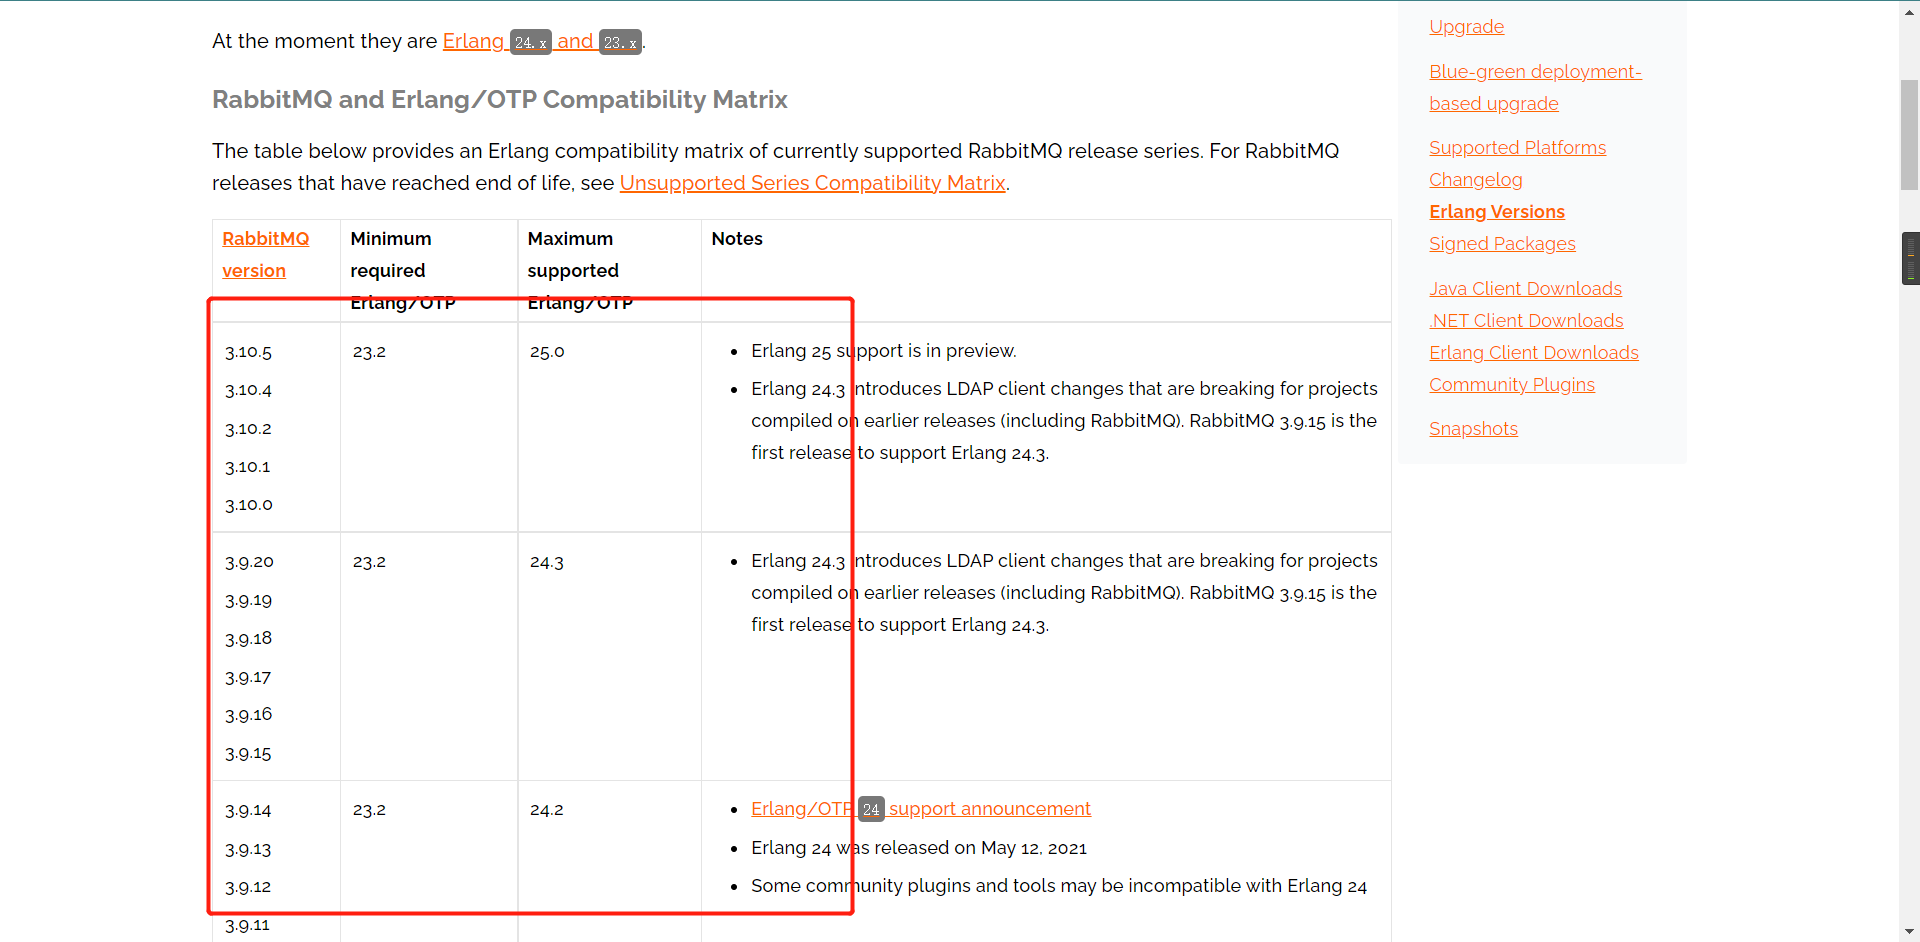 At the moment they are Erlang 24.x and 23.x.
RabbitMQ and Erlang/OTP Compatibility Matrix
The table below provides an Erlang compatibility matrix of currently supported RabbitMQ release series. For RabbitMQ
releases that have reached end of life, see Unsupported Series Compatibility Matrix.
RabbitMQ
version
Minimum
required
Erlang/OTP
Maximum
supported
Erlang/OTP
Notes
3.10.5
3.10.4
3.10.2
3.10.1
3.10.0
23.2
25.0
• Erlang 25 support is in preview.
• Erlang 24.3 introduces LDAP client changes that are breaking for projects
compiled on earlier releases (including RabbitMQ). RabbitMQ 3.9.15 is the
first release to support Erlang 24.3.
3.9.20
3.9.19
3.9.18
3.9.17
3.9.16
3.9.15
23.2
24.3
• Erlang 24.3 introduces LDAP client changes that are breaking for projects
compiled on earlier releases (including RabbitMQ). RabbitMQ 3.9.15 is the
first release to support Erlang 24.3.
3.9.14
3.9.13
3.9.12
3.9.11
23.2
24.2
• Erlang/OTP 24 support announcement
• Erlang 24 was released on May 12, 2021
• Some community plugins and tools may be incompatible with Erlang 24
Upgrade
Blue-green deployment-
based upgrade
Supported Platforms
Changelog
Erlang Versions
Signed Packages
Java Client Downloads
.NET Client Downloads
Erlang Client Downloads
Community Plugins
Snapshots